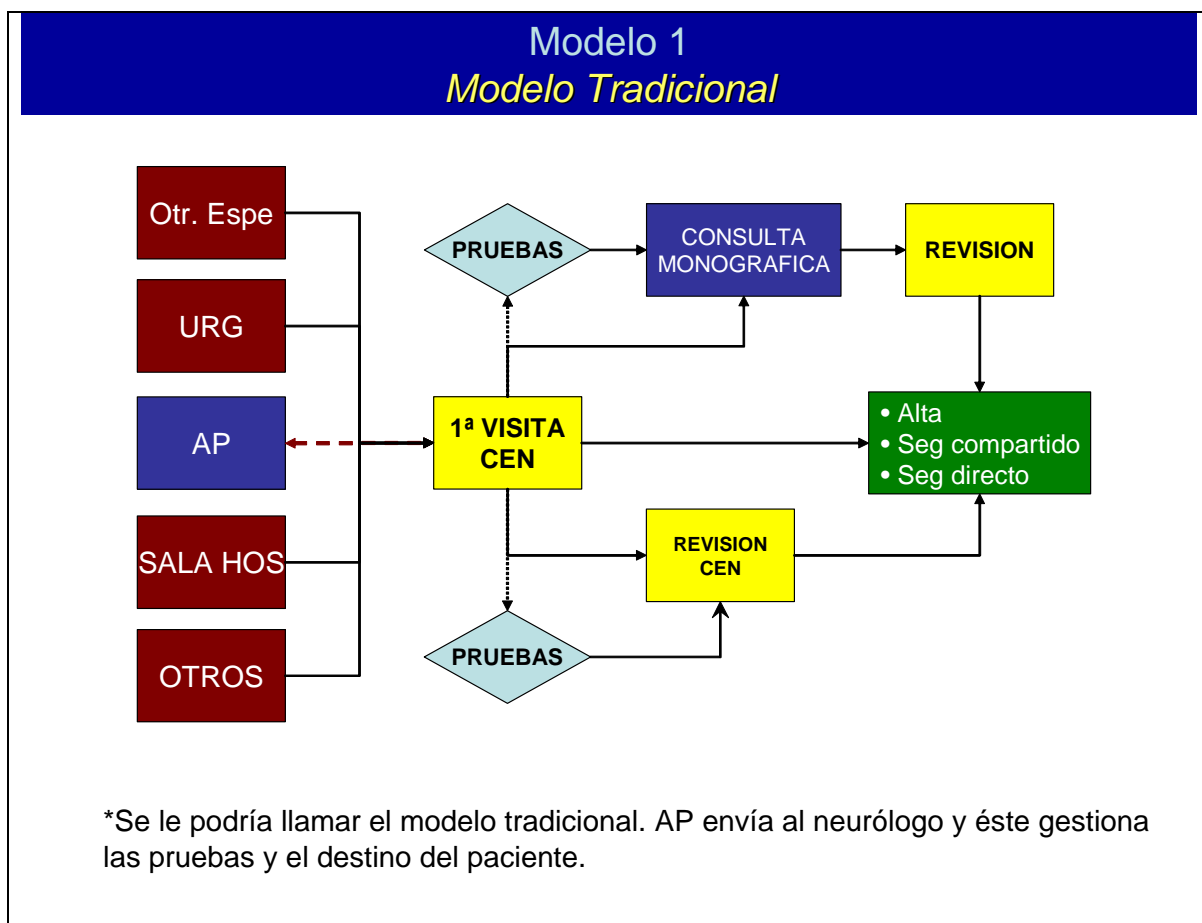 Modelo 1
Modelo Tradicional
Otr. Espe
URG
AP
SALA HOS
OTROS
1ª VISITA
CEN
PRUEBAS
CONSULTA
MONOGRAFICA
REVISION
• Alta
• Seg compartido
• Seg directo
REVISION
CEN
PRUEBAS
*Se le podría llamar el modelo tradicional. AP envía al neurólogo y éste gestiona
las pruebas y el destino del paciente.